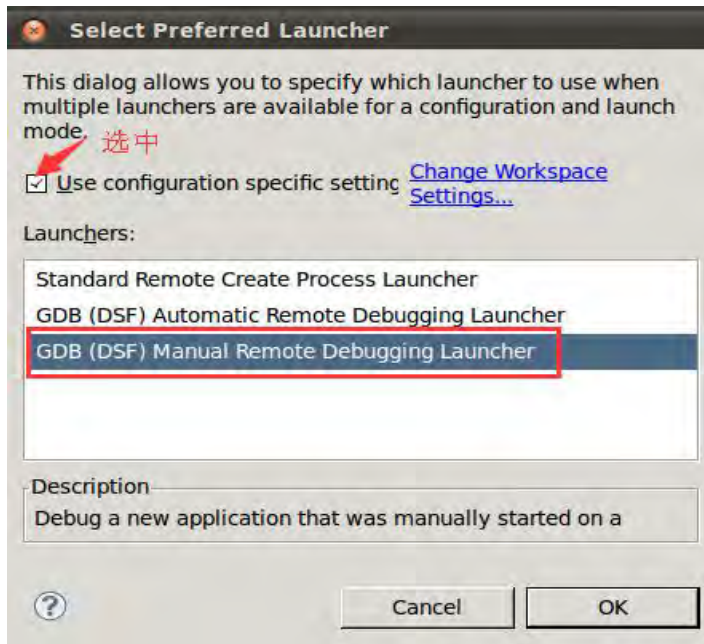 Select Preferred Launcher
This dialog allows you to specify which launcher to use when
multiple launchers are available for a configuration and launch
mode.
选中
Use configuration specific setting
Change Workspace
Settings...
Launchers:
Standard Remote Create Process Launcher
GDB (DSF) Automatic Remote Debugging Launcher
GDB (DSF) Manual Remote Debugging Launcher
Description
Debug a new application that was manually started on a
?
Cancel
OK